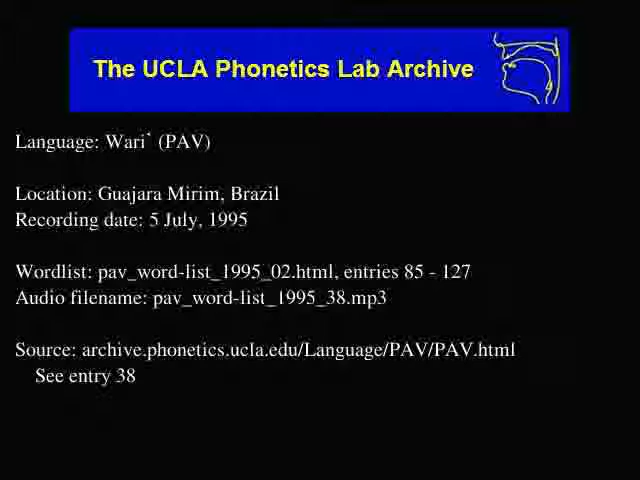 The UCLA Phonetics Lab Archive
Language: Wari` (PAV)
Location: Guajara Mirim, Brazil
Recording date: 5 July, 1995
Wordlist: pav_word-list_1995_02.html, entries 85 - 127
Audio filename: pav_word-list_1995_38.mp3
Source: archive.phonetics.ucla.edu/Language/PAV/PAV.html
See entry 38